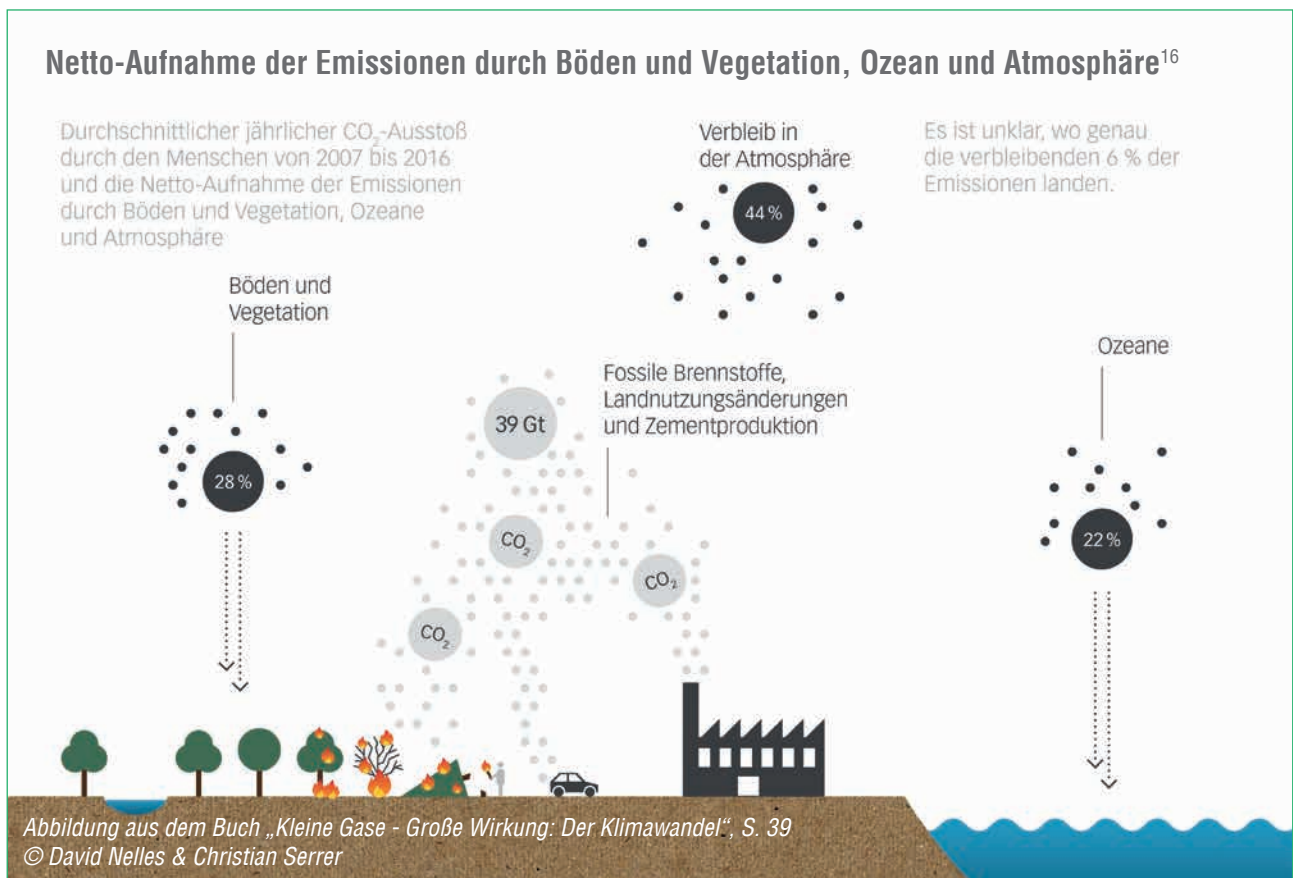 Netto-Aufnahme der Emissionen durch Böden und Vegetation, Ozean und Atmosphäre¹⁶
Durchschnittlicher jährlicher CO₂-Ausstoß
durch den Menschen von 2007 bis 2016
und die Netto-Aufnahme der Emissionen
durch Böden und Vegetation, Ozeane
und Atmosphäre
Verbleib in
der Atmosphäre
44 %
Es ist unklar, wo genau
die verbleibenden 6 % der
Emissionen landen.
Böden und
Vegetation
28 %
39 Gt
Fossile Brennstoffe,
Landnutzungsänderungen
und Zementproduktion
CO₂
CO₂
CO₂
Ozeane
22 %
Abbildung aus dem Buch „Kleine Gase - Große Wirkung: Der Klimawandel“, S. 39
© David Nelles & Christian Serrer